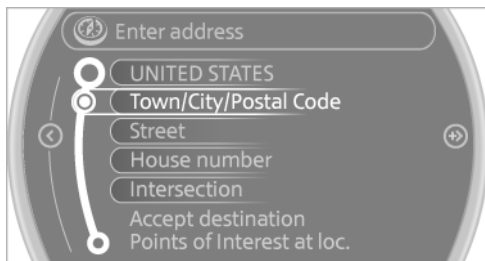 Enter address
UNITED STATES
Town/City/Postal Code
Street
House number
Intersection
Accept destination
Points of Interest at loc.